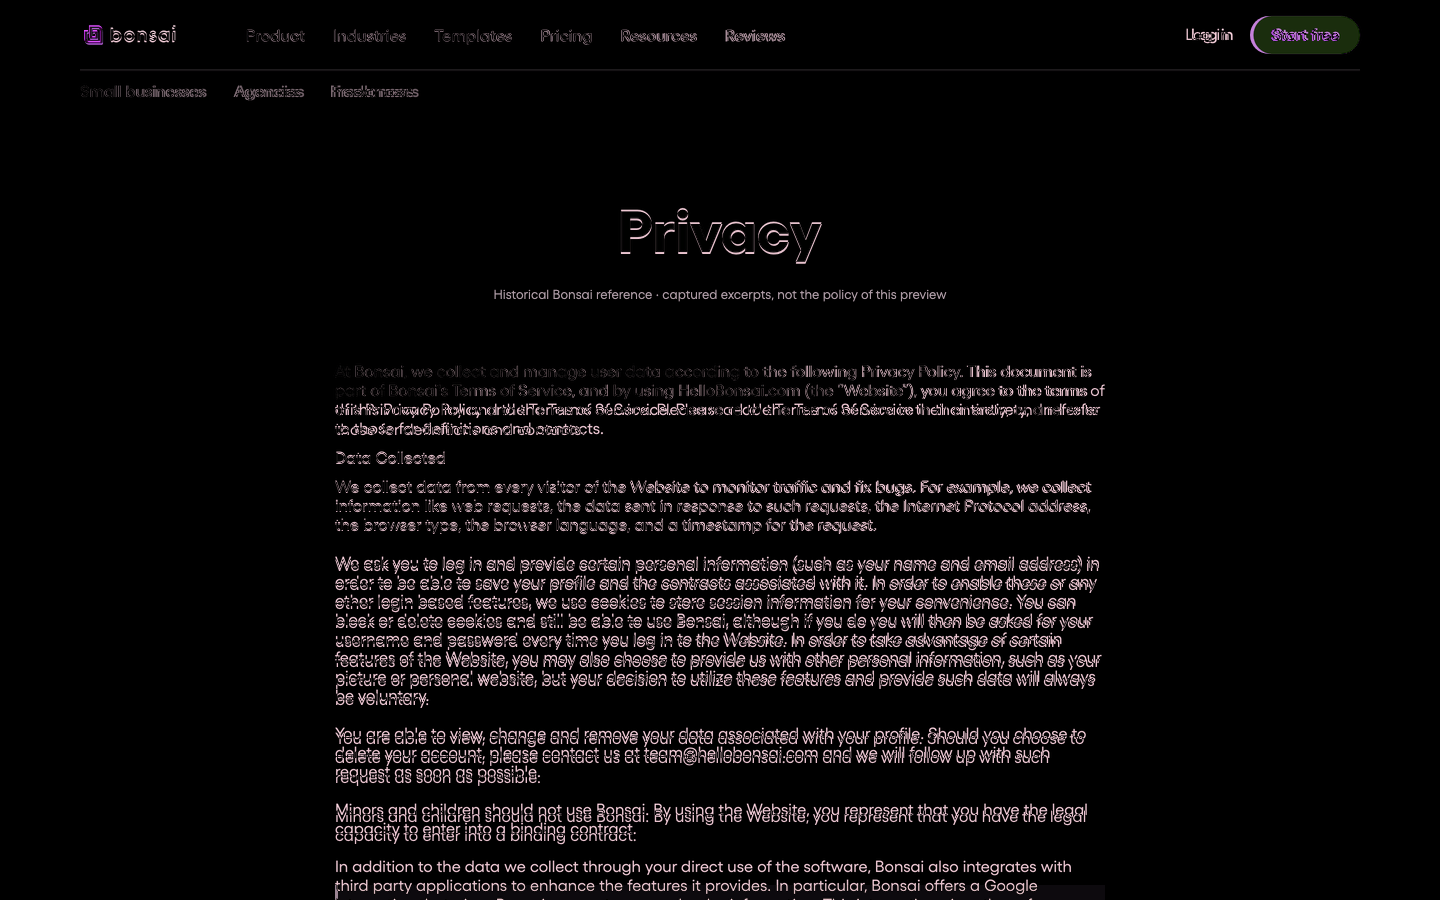 bonsai
Product Industries Templates Pricing Resources Reviews
Log in
Start free
Small businesses Agencies Freelancers
Privacy
Historical Bonsai reference · captured excerpts, not the policy of this preview
At Bonsai, we collect and manage user data according to the following Privacy Policy. This document is
part of Bonsai's Terms of Service, and by using HelloBonsai.com (the "Website"), you agree to the terms of
Data Collected
We collect data from every visitor of the Website to monitor traffic and fix bugs. For example, we collect
information like web requests, the data sent in response to such requests, the Internet Protocol address,
the browser type, the browser language, and a timestamp for the request.
We ask you to log in and provide certain personal information (such as your name and email address) in
order to be able to save your profile and the contracts associated with it. In order to enable these or any
other login based features, we use cookies to store session information for your convenience. You can
block or delete cookies and still be able to use Bonsai, although if you do you will then be asked for your
username and password every time you log in to the Website. In order to take advantage of certain
features of the Website, you may also choose to provide us with other personal information, such as your
picture or personal website, but your decision to utilize these features and provide such data will always
be voluntary.
You are able to view, change and remove your data associated with your profile. Should you choose to
delete your account, please contact us at team@hellobonsai.com and we will follow up with such
request as soon as possible.
Minors and children should not use Bonsai. By using the Website, you represent that you have the legal
capacity to enter into a binding contract.
In addition to the data we collect through your direct use of the software, Bonsai also integrates with
third party applications to enhance the features it provides. In particular, Bonsai offers a Google